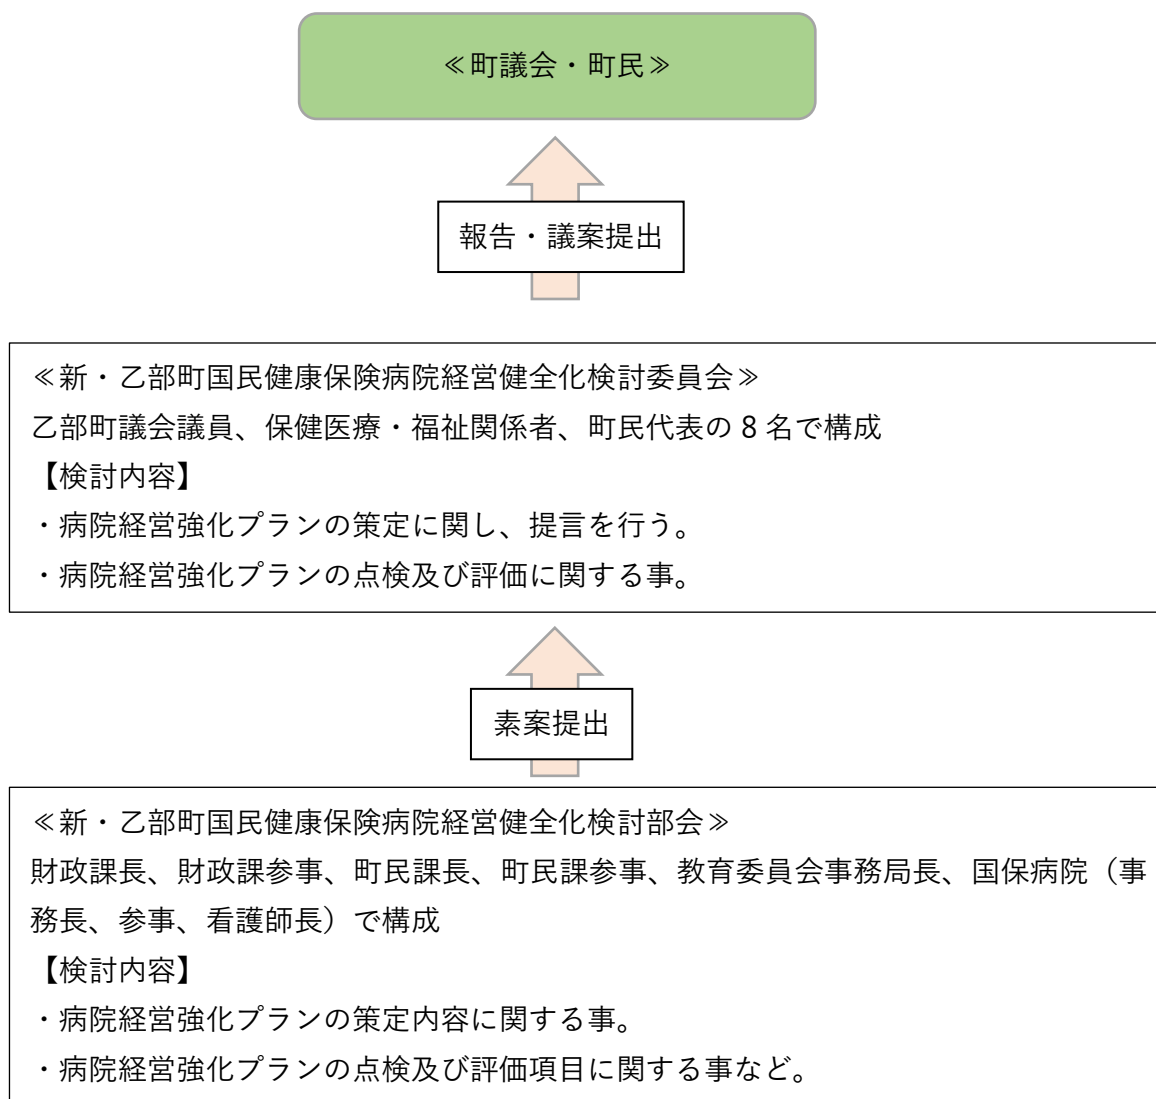 ≪町議会・町民≫
報告・議案提出
≪新・乙部町国民健康保険病院経営健全化検討委員会≫
乙部町議会議員、保健医療・福祉関係者、町民代表の 8 名で構成
【検討内容】
・病院経営強化プランの策定に関し、提言を行う。
・病院経営強化プランの点検及び評価に関する事。
素案提出
≪新・乙部町国民健康保険病院経営健全化検討部会≫
財政課長、財政課参事、町民課長、町民課参事、教育委員会事務局長、国保病院（事
務長、参事、看護師長）で構成
【検討内容】
・病院経営強化プランの策定内容に関する事。
・病院経営強化プランの点検及び評価項目に関する事など。